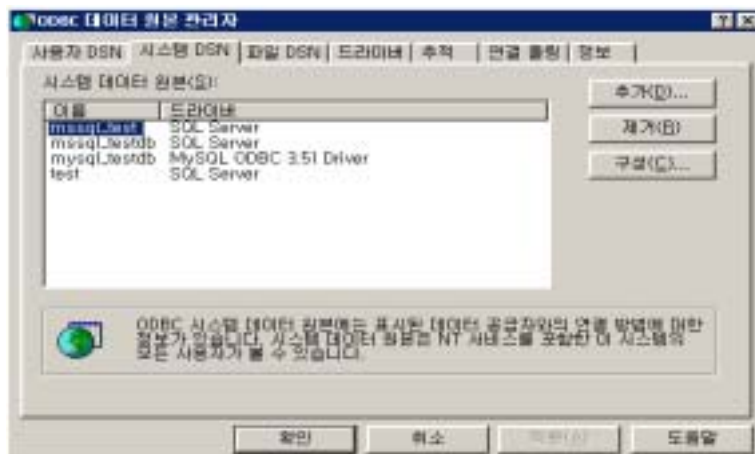 ODBC 데이터 원본 관리자
사용자 DSN 시스템 DSN 파일 DSN 드라이버 추적 연결 풀링 정보
시스템 데이터 원본(S):
이름 드라이버
mssql_test SQL Server
mssql_testdb SQL Server
mysql_testdb MySQL ODBC 3.51 Driver
test SQL Server
추가(D)...
제거(R)
구성(C)...
ODBC 시스템 데이터 원본에는 표시된 데이터 공급자와의 연결 방법에 대한
정보가 있습니다. 시스템 데이터 원본은 NT 서비스를 포함한 이 시스템의
모든 사용자가 볼 수 있습니다.
확인 취소 적용(A) 도움말